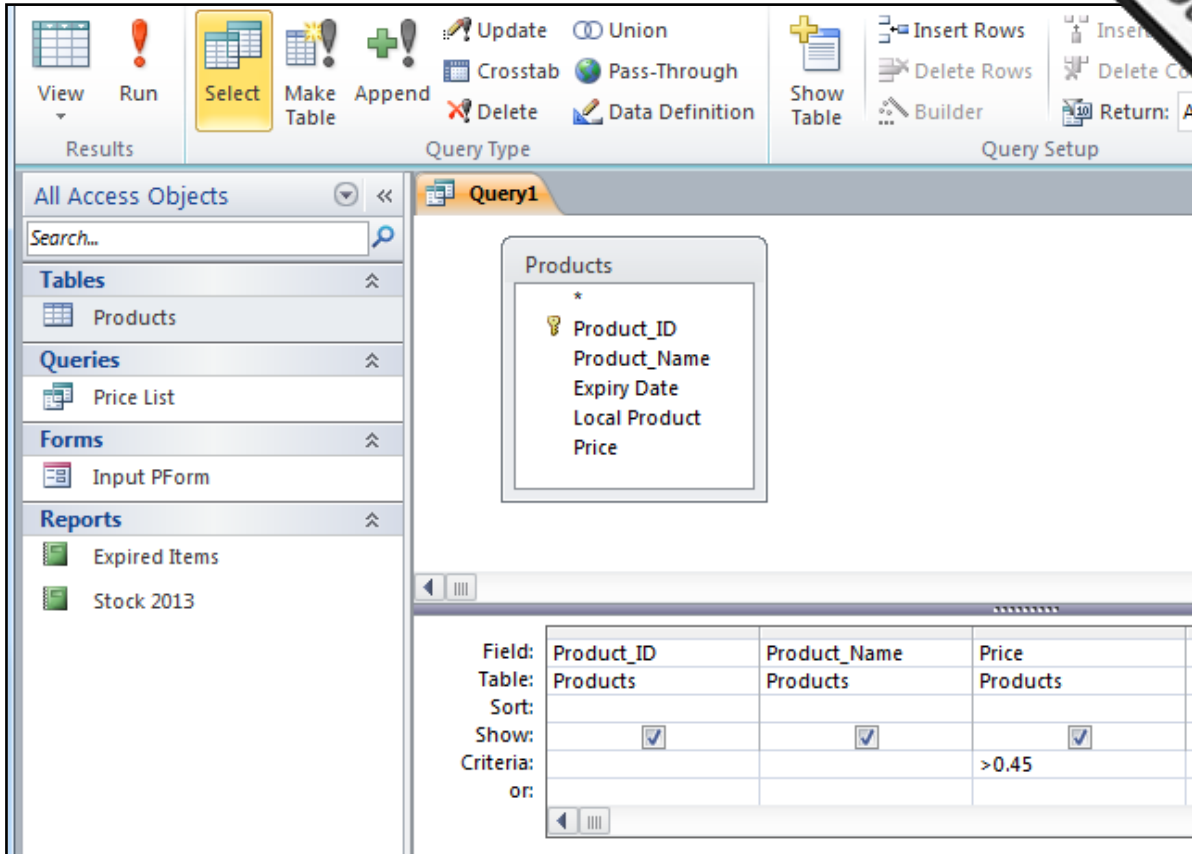 View
Run
Select
Make Table
Append
Update
Crosstab
Delete
Union
Pass-Through
Data Definition
Show Table
Insert Rows
Delete Rows
Builder
Delete
Return:
Results
Query Type
Query Setup
All Access Objects
Search...
Tables
Products
Queries
Price List
Forms
Input PForm
Reports
Expired Items
Stock 2013
Query1
Products
*
Product_ID
Product_Name
Expiry Date
Local Product
Price
Field: Product_ID Product_Name Price
Table: Products Products Products
Sort:
Show:
Criteria: >0.45
or: